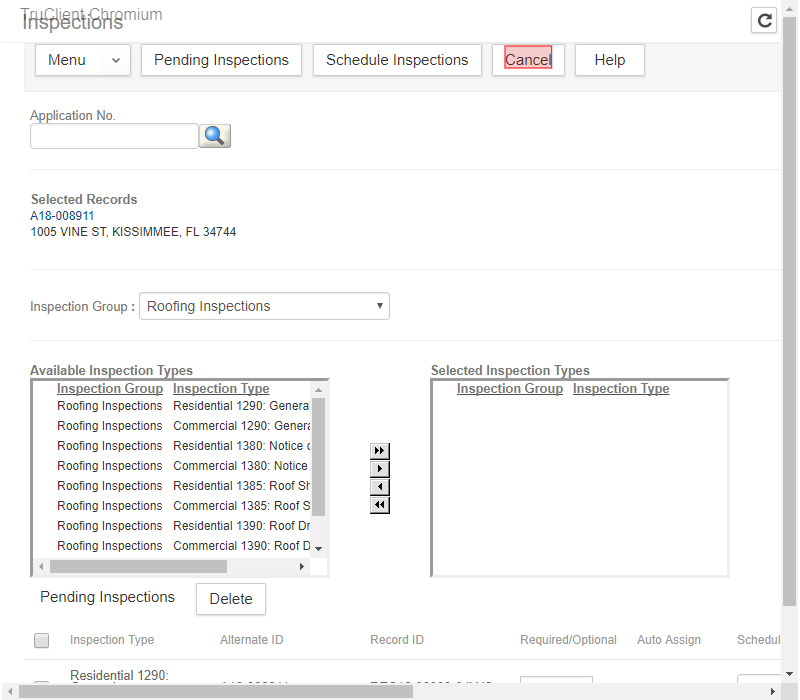 TruClient Chromium
Inspections
Menu Pending Inspections Schedule Inspections Cancel Help
Application No.
Selected Records
A18-008911
1005 VINE ST, KISSIMMEE, FL 34744
Inspection Group : Roofing Inspections
Available Inspection Types Selected Inspection Types
Inspection Group Inspection Type Inspection Group Inspection Type
Roofing Inspections Residential 1290: Genera
Roofing Inspections Commercial 1290: Genera
Roofing Inspections Residential 1380: Notice
Roofing Inspections Commercial 1380: Notice
Roofing Inspections Residential 1385: Roof Sh
Roofing Inspections Commercial 1385: Roof S
Roofing Inspections Residential 1390: Roof Dr
Roofing Inspections Commercial 1390: Roof D
Pending Inspections Delete
Inspection Type Alternate ID Record ID Required/Optional Auto Assign Schedul
Residential 1290: